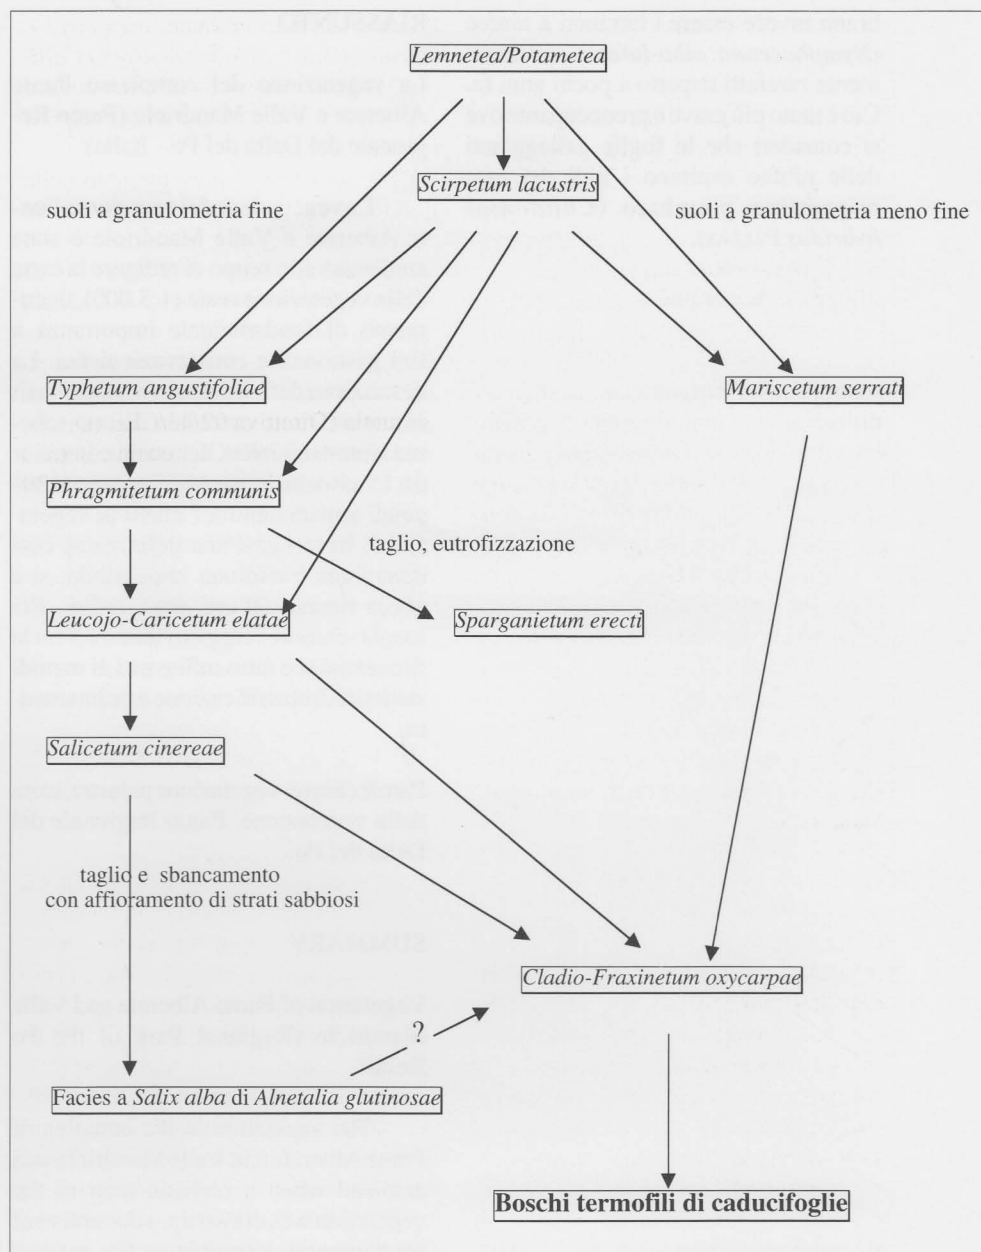 Lemnetea/Potametea
Scirpetum lacustris
suoli a granulometria fine
suoli a granulometria meno fine
Typhetum angustifoliae
Mariscetum serrati
Phragmitetum communis
taglio, eutrofizzazione
Leucojo-Caricetum elatae
Sparganietum erecti
Salicetum cinereae
taglio e sbancamento
con affioramento di strati sabbiosi
Cladio-Fraxinetum oxycarpae
?
Facies a Salix alba di Alnetalia glutinosae
Boschi termofili di caducifoglie